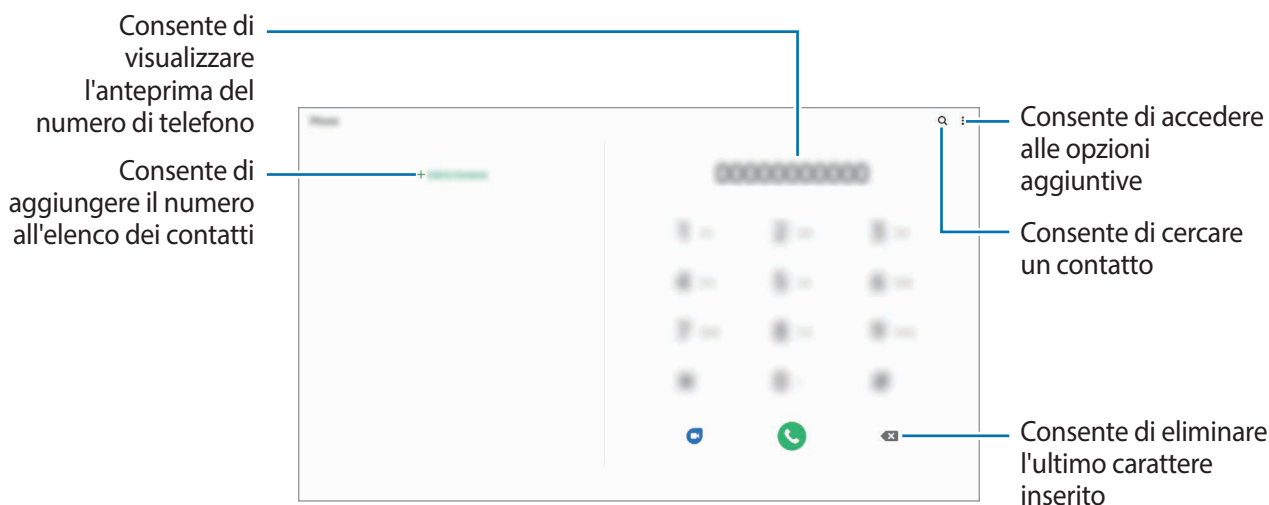 Consente di
visualizzare
l'anteprima del
numero di telefono
Consente di
aggiungere il numero
all'elenco dei contatti
Consente di accedere
alle opzioni
aggiuntive
Consente di cercare
un contatto
Consente di eliminare
l'ultimo carattere
inserito